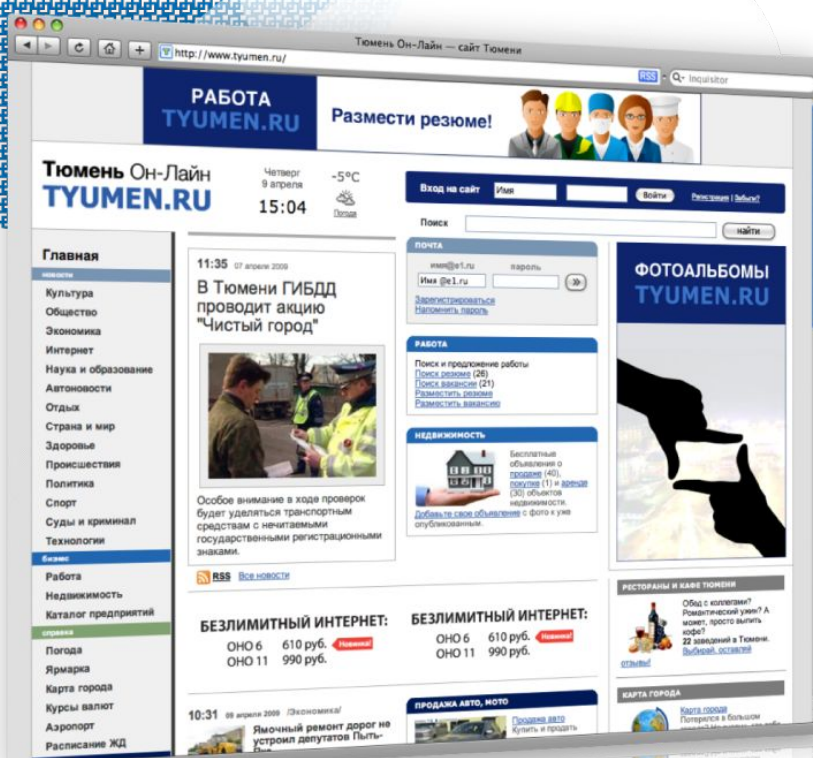 Тюмень Он-Лайн — сайт Тюмени
http://www.tyumen.ru/
RSS
Inquisitor
РАБОТА
TYUMEN.RU
Размести резюме!
Тюмень Он-Лайн
TYUMEN.RU
Четверг
9 апреля
15:04
-5°C
Погода
Вход на сайт
Имя
Войти
Регистрация | Забыли?
Поиск
найти
Главная
новости
Культура
Общество
Экономика
Интернет
Наука и образование
Автоновости
Отдых
Страна и мир
Здоровье
Происшествия
Политика
Спорт
Суды и криминал
Технологии
бизнес
Работа
Недвижимость
Каталог предприятий
справка
Погода
Ярмарка
Карта города
Курсы валют
Аэропорт
Расписание ЖД
11:35 07 апреля 2009
В Тюмени ГИБДД
проводит акцию
"Чистый город"
Особое внимание в ходе проверок
будет уделяться транспортным
средствам с нечитаемыми
государственными регистрационными
знаками.
RSS Все новости
ПОЧТА
имя@e1.ru пароль
Имя @e1.ru
Зарегистрироваться
Напомнить пароль
РАБОТА
Поиск и предложение работы
Поиск резюме (26)
Поиск вакансии (21)
Разместить резюме
Разместить вакансию
НЕДВИЖИМОСТЬ
Бесплатные
объявления о
продаже (40),
покупке (1) и аренде
(30) объектов
недвижимости.
Добавьте свое объявление с фото к уже
опубликованным.
ФОТОАЛЬБОМЫ
TYUMEN.RU
БЕЗЛИМИТНЫЙ ИНТЕРНЕТ:
ОНО 6 610 руб. Новинка!
ОНО 11 990 руб.
БЕЗЛИМИТНЫЙ ИНТЕРНЕТ:
ОНО 6 610 руб. Новинка!
ОНО 11 990 руб.
РЕСТОРАНЫ И КАФЕ ТЮМЕНИ
Обед с коллегами?
Романтический ужин? А
может, просто выпить
кофе?
22 заведений в Тюмени.
Выбирай, оставляй
отзывы!
10:31 09 апреля 2009 /Экономика/
Ямочный ремонт дорог не
устроил депутатов Пыть-
ПРОДАЖА АВТО, МОТО
Продажа авто
Купить и продать
КАРТА ГОРОДА
Карта города
Потерялся в большом